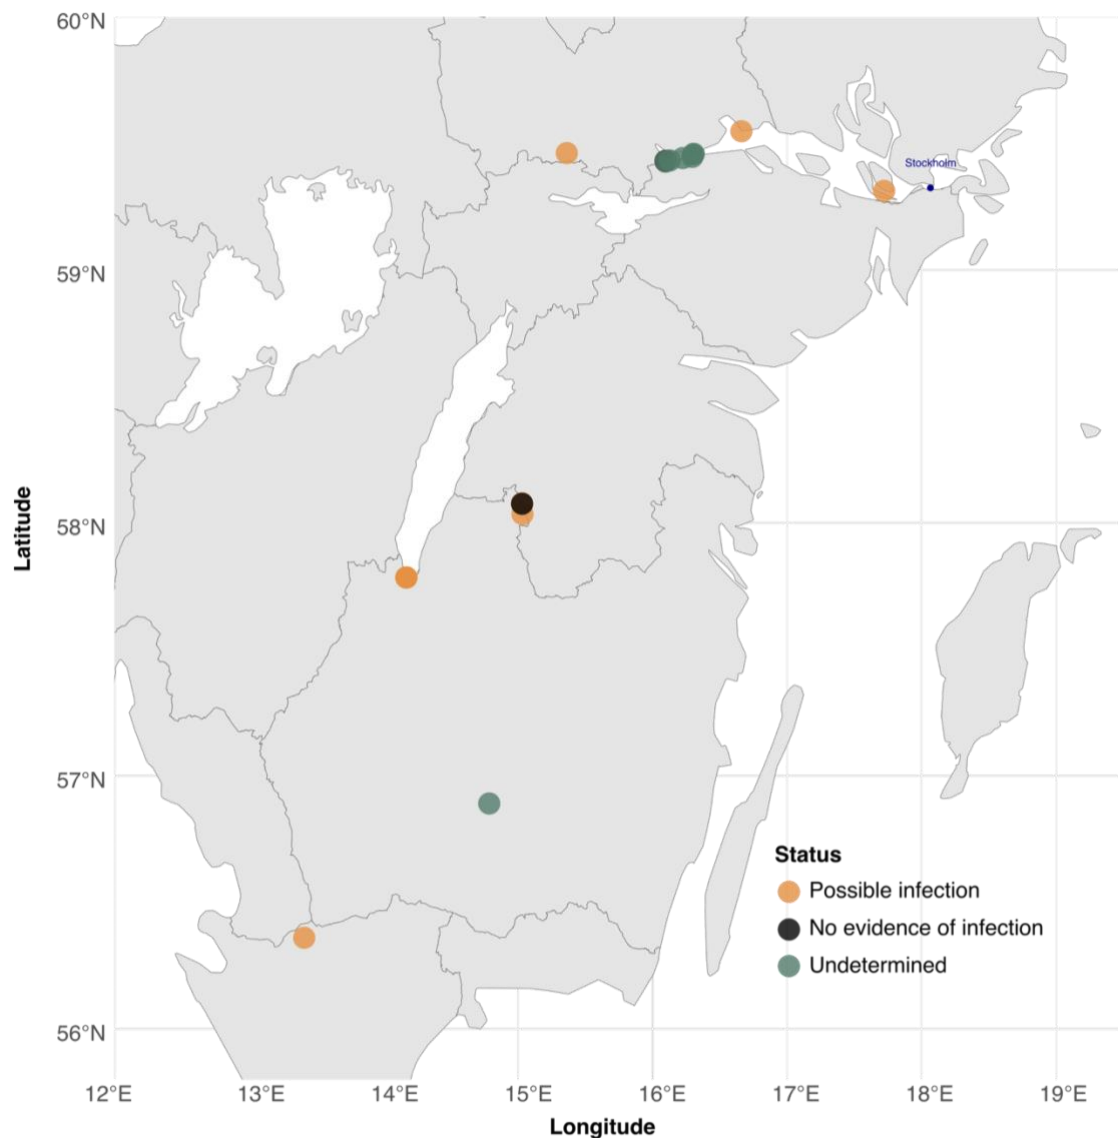 60°N
Stockholm
59°N
58°N
Latitude
57°N
Status
Possible infection
No evidence of infection
Undetermined
56°N
12°E 13°E 14°E 15°E 16°E 17°E 18°E 19°E
Longitude